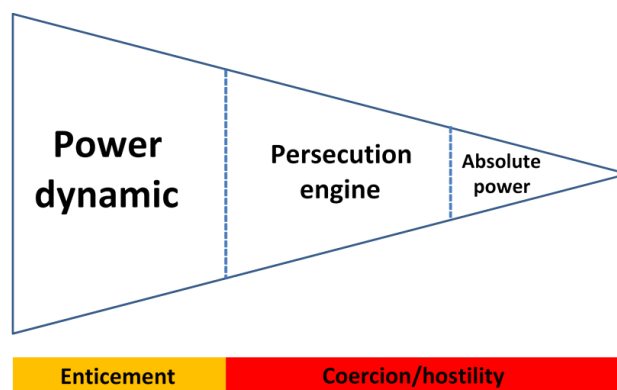 Power
dynamic
Persecution
engine
Absolute
power
Enticement
Coercion/hostility